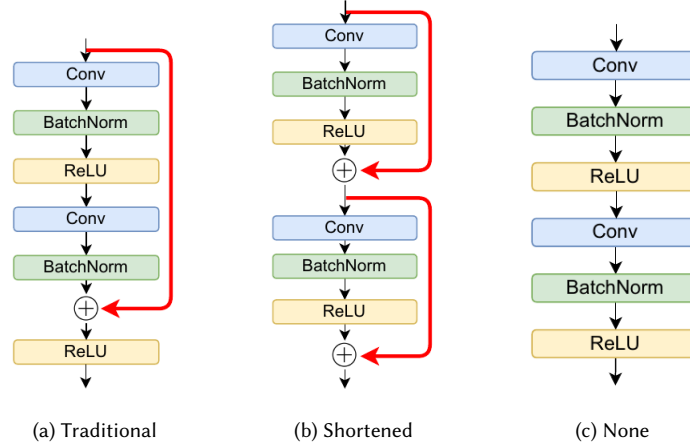 Conv
BatchNorm
ReLU
Conv
BatchNorm
ReLU
(a) Traditional
Conv
BatchNorm
ReLU
Conv
BatchNorm
ReLU
(b) Shortened
Conv
BatchNorm
ReLU
Conv
BatchNorm
ReLU
(c) None